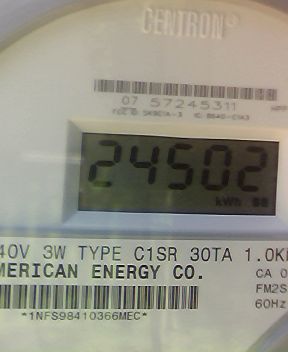 CENTRON®
07 57245311
24502
kWh 88
40V 3W TYPE C1SR 30TA 1.0K
MERICAN ENERGY CO.
CA 0
FM2S
60Hz
*1NFS98410366MEC*